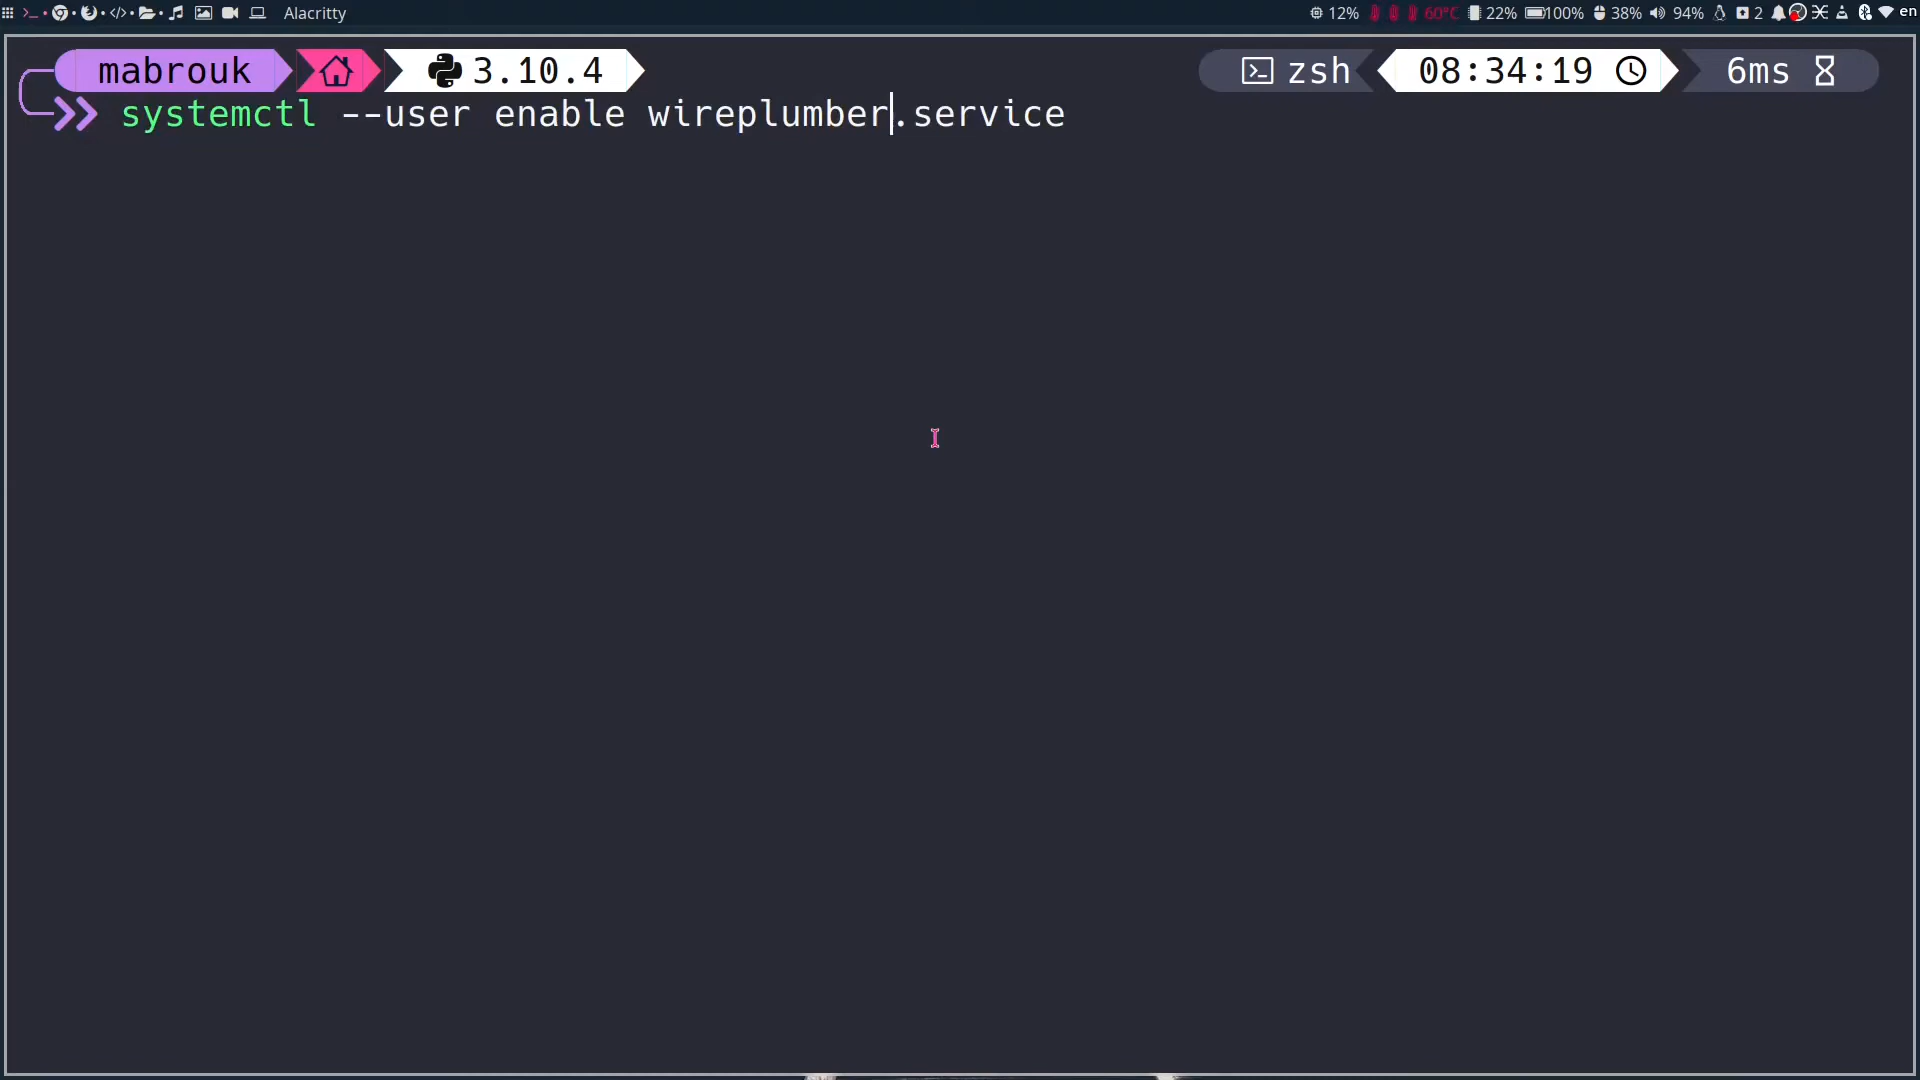 Alacritty 12% 60°C 22% 100% 38% 94% 2 en
mabrouk 3.10.4 zsh 08:34:19 6ms
systemctl --user enable wireplumber.service